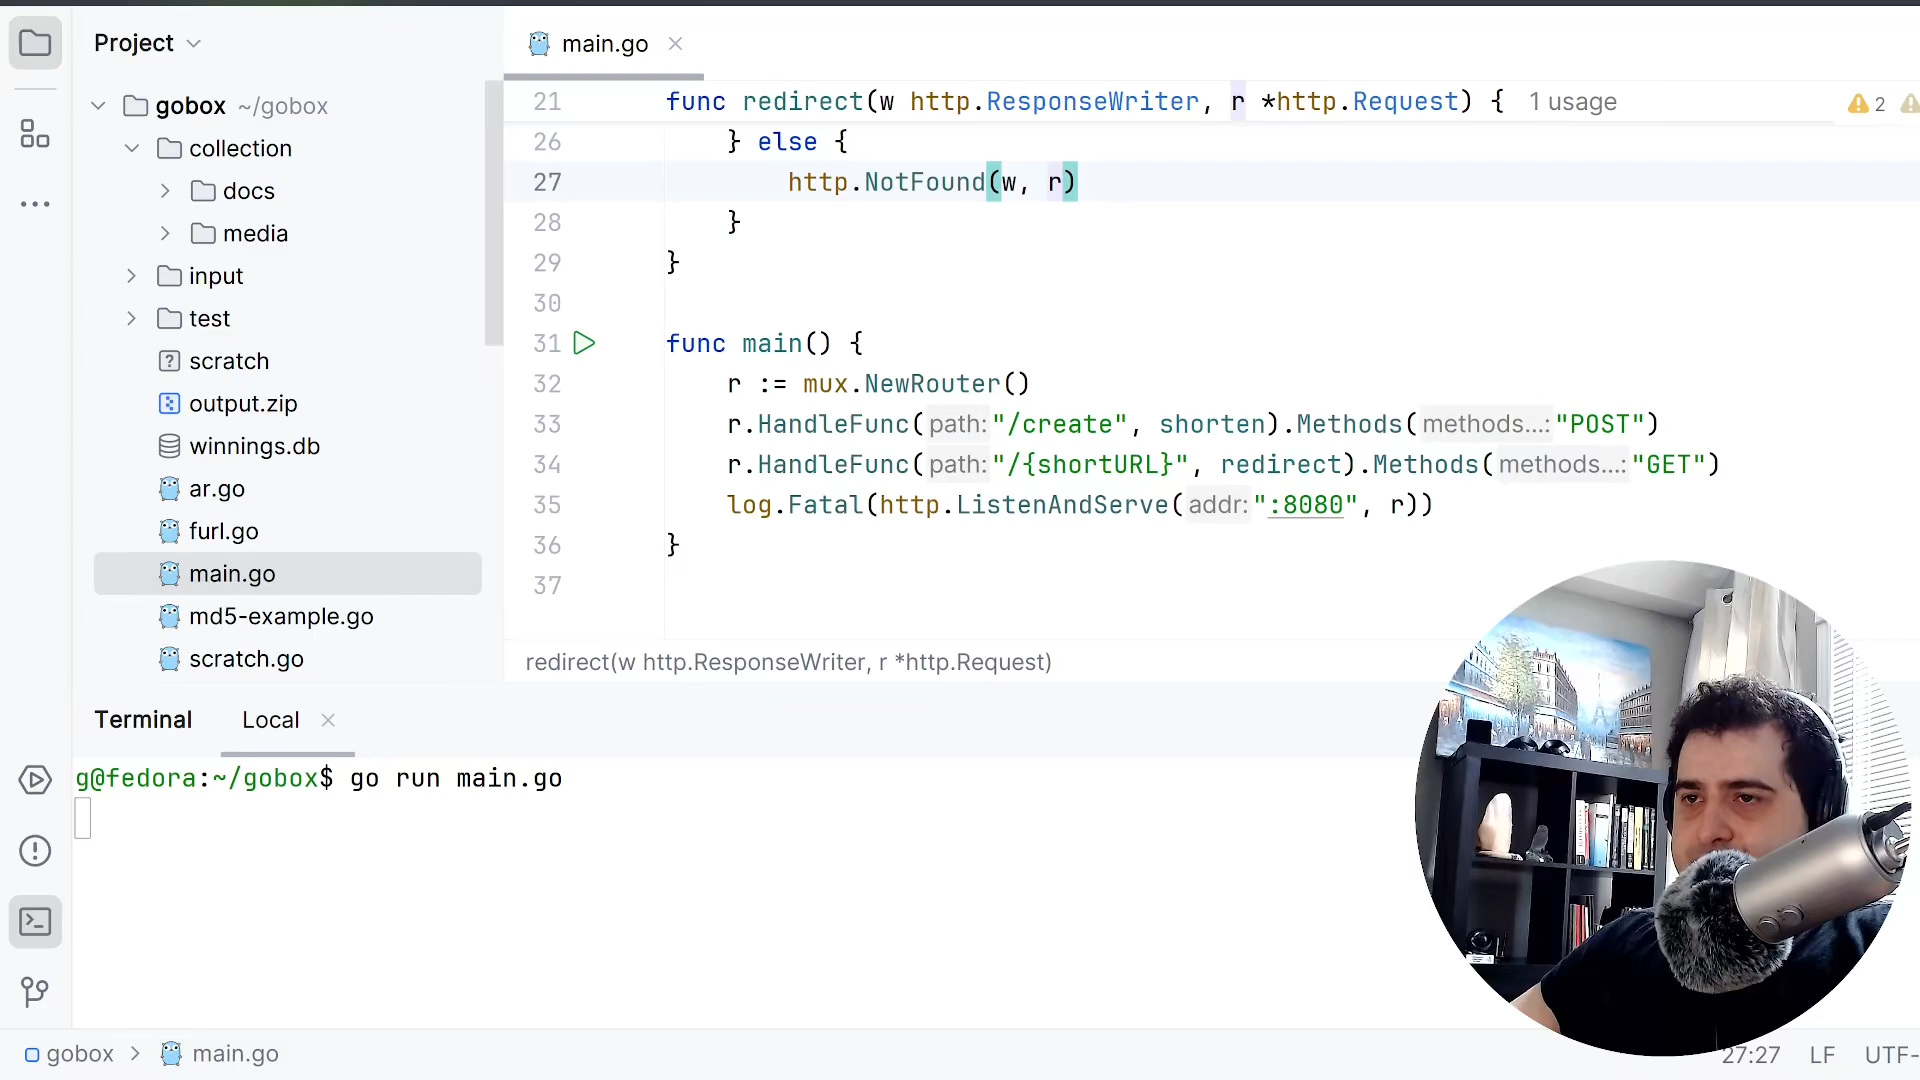 Project
main.go
gobox ~/gobox
collection
docs
media
input
test
scratch
output.zip
winnings.db
ar.go
furl.go
main.go
md5-example.go
scratch.go
21 func redirect(w http.ResponseWriter, r *http.Request) { 1 usage
2
26 } else {
27 http.NotFound(w, r)
28 }
29 }
30
31 func main() {
32 r := mux.NewRouter()
33 r.HandleFunc( path: "/create", shorten).Methods( methods...: "POST")
34 r.HandleFunc( path: "/{shortURL}", redirect).Methods( methods...: "GET")
35 log.Fatal(http.ListenAndServe( addr: ":8080", r))
36 }
37
redirect(w http.ResponseWriter, r *http.Request)
Terminal Local
g@fedora:~/gobox$ go run main.go
gobox > main.go
27:27 LF UTF-